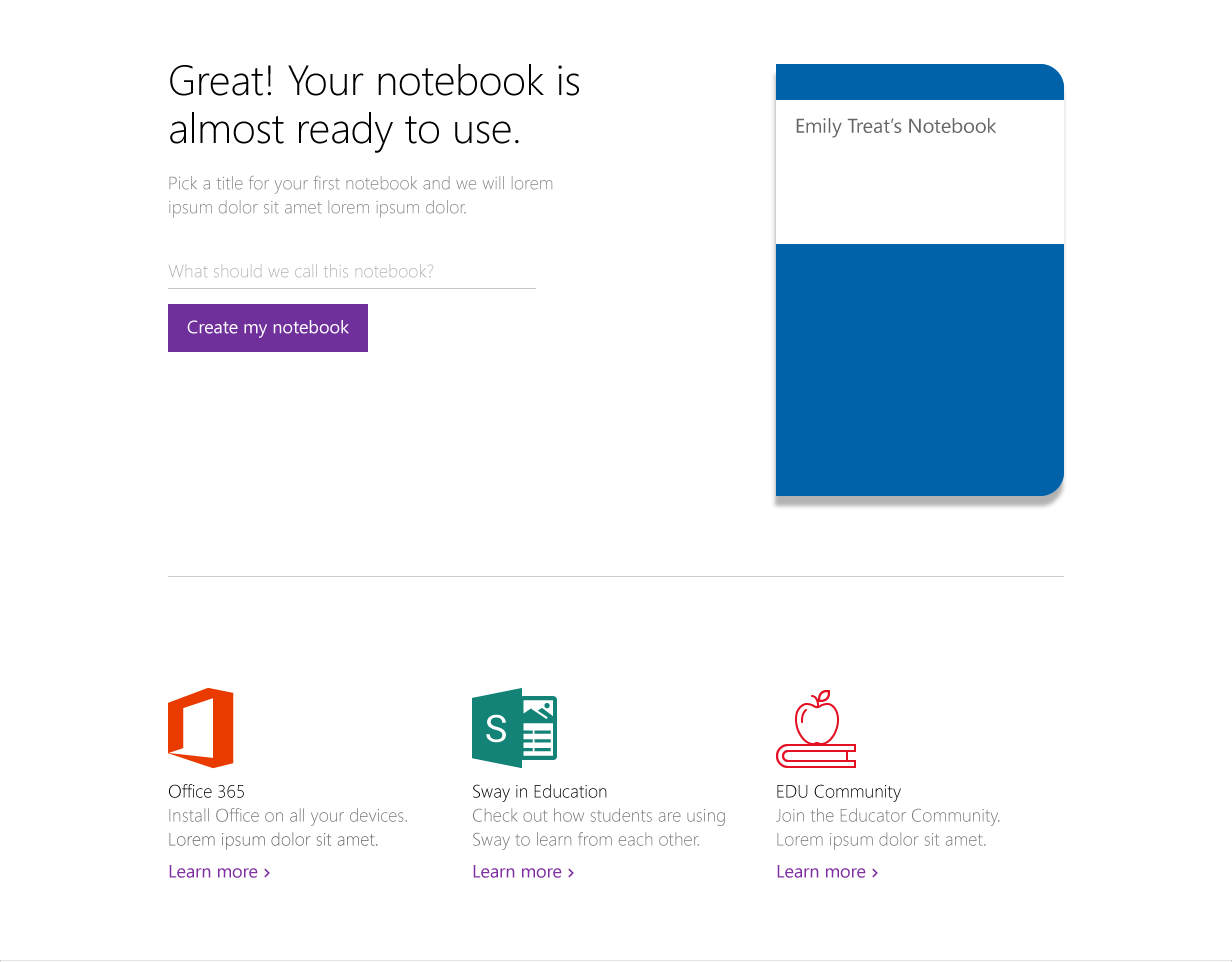 Great! Your notebook is
almost ready to use.
Pick a title for your first notebook and we will lorem
ipsum dolor sit amet lorem ipsum dolor.
What should we call this notebook?
Create my notebook
Emily Treat’s Notebook
S
Office 365
Install Office on all your devices.
Lorem ipsum dolor sit amet.
Learn more ›
Sway in Education
Check out how students are using
Sway to learn from each other.
Learn more ›
EDU Community
Join the Educator Community.
Lorem ipsum dolor sit amet.
Learn more ›